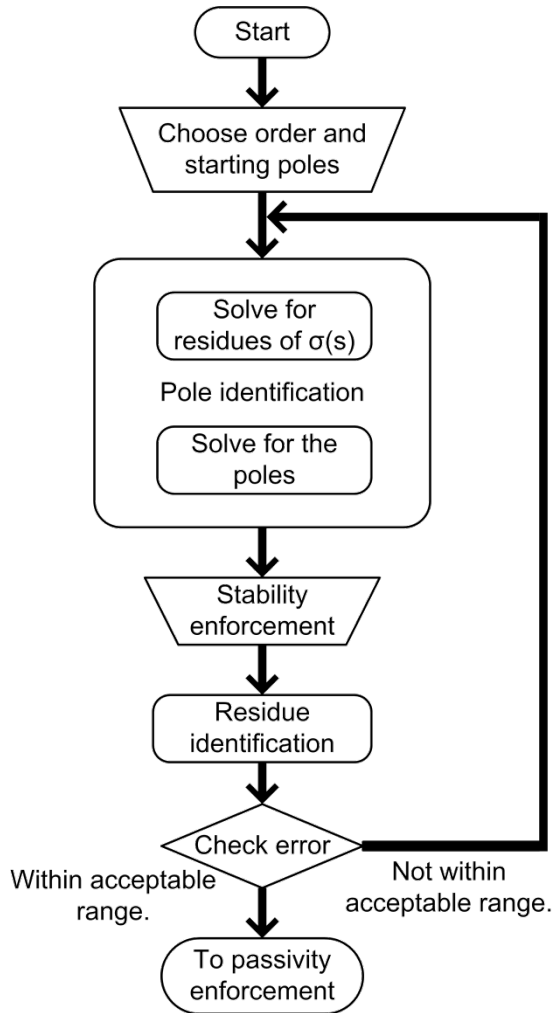 Start
Choose order and
starting poles
Solve for
residues of σ(s)
Pole identification
Solve for the
poles
Stability
enforcement
Residue
identification
Check error
Within acceptable
range.
Not within
acceptable range.
To passivity
enforcement